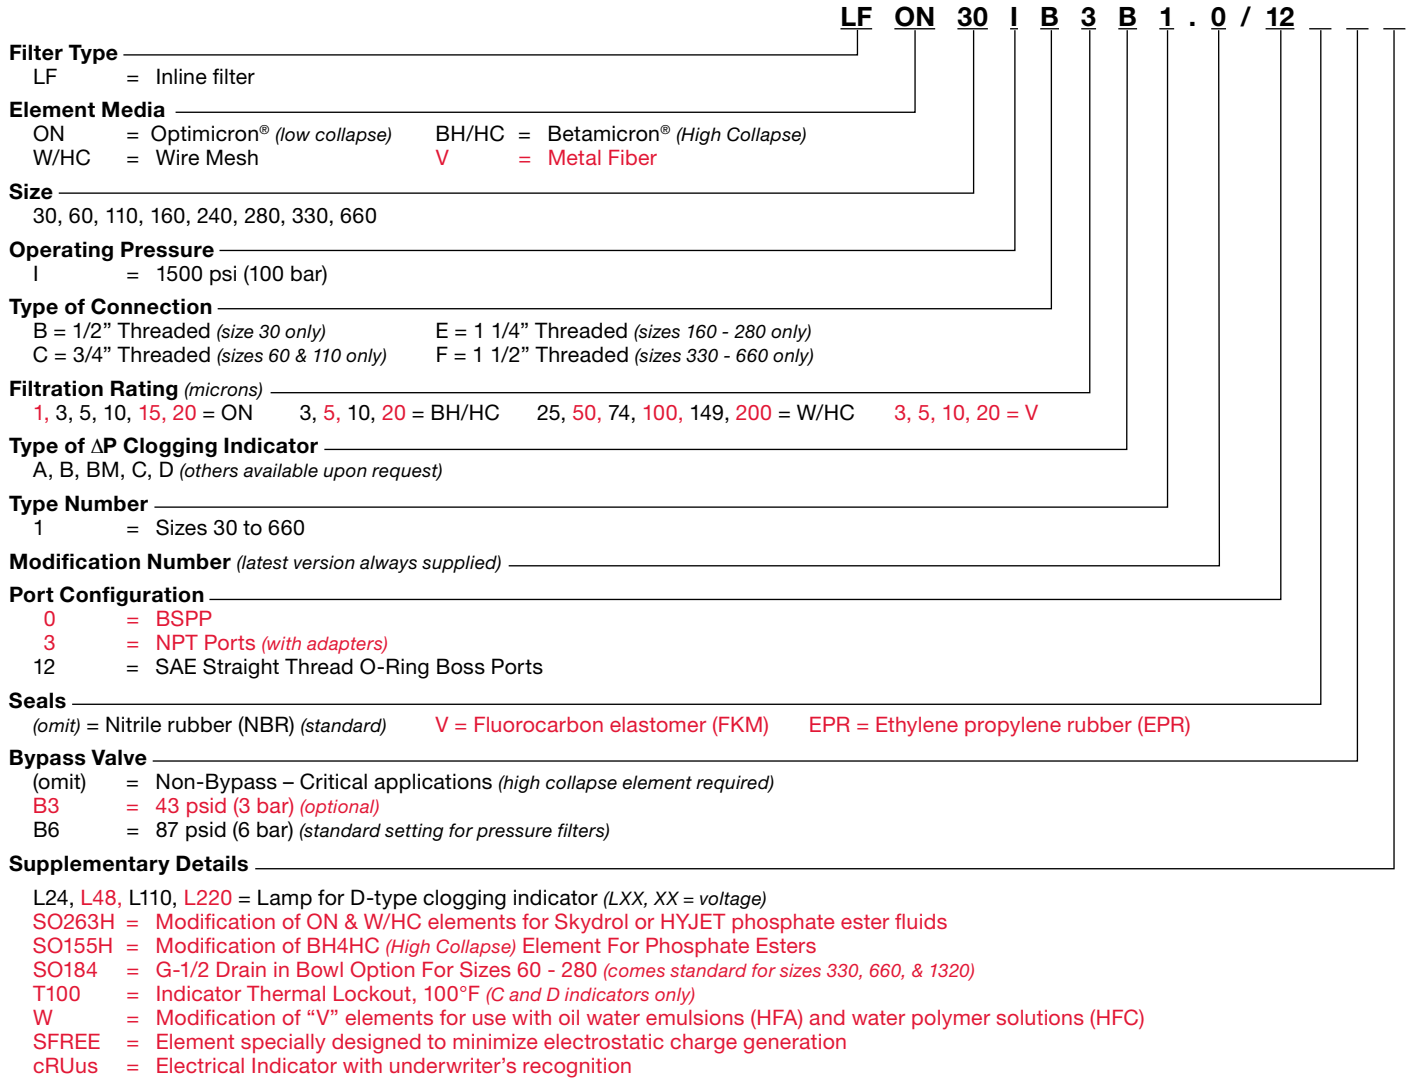 LF ON 30 I B 3 B 1 . 0 / 12 _ _ _
Filter Type
LF = Inline filter
Element Media
ON = Optimicron® (low collapse) BH/HC = Betamicron® (High Collapse)
W/HC = Wire Mesh V = Metal Fiber
Size
30, 60, 110, 160, 240, 280, 330, 660
Operating Pressure
I = 1500 psi (100 bar)
Type of Connection
B = 1/2” Threaded (size 30 only) E = 1 1/4” Threaded (sizes 160 - 280 only)
C = 3/4” Threaded (sizes 60 & 110 only) F = 1 1/2” Threaded (sizes 330 - 660 only)
Filtration Rating (microns)
1, 3, 5, 10, 15, 20 = ON 3, 5, 10, 20 = BH/HC 25, 50, 74, 100, 149, 200 = W/HC 3, 5, 10, 20 = V
Type of ΔP Clogging Indicator
A, B, BM, C, D (others available upon request)
Type Number
1 = Sizes 30 to 660
Modification Number (latest version always supplied)
Port Configuration
0 = BSPP
3 = NPT Ports (with adapters)
12 = SAE Straight Thread O-Ring Boss Ports
Seals
(omit) = Nitrile rubber (NBR) (standard) V = Fluorocarbon elastomer (FKM) EPR = Ethylene propylene rubber (EPR)
Bypass Valve
(omit) = Non-Bypass – Critical applications (high collapse element required)
B3 = 43 psid (3 bar) (optional)
B6 = 87 psid (6 bar) (standard setting for pressure filters)
Supplementary Details
L24, L48, L110, L220 = Lamp for D-type clogging indicator (LXX, XX = voltage)
SO263H = Modification of ON & W/HC elements for Skydrol or HYJET phosphate ester fluids
SO155H = Modification of BH4HC (High Collapse) Element For Phosphate Esters
SO184 = G-1/2 Drain in Bowl Option For Sizes 60 - 280 (comes standard for sizes 330, 660, & 1320)
T100 = Indicator Thermal Lockout, 100°F (C and D indicators only)
W = Modification of “V” elements for use with oil water emulsions (HFA) and water polymer solutions (HFC)
SFREE = Element specially designed to minimize electrostatic charge generation
cRUus = Electrical Indicator with underwriter’s recognition